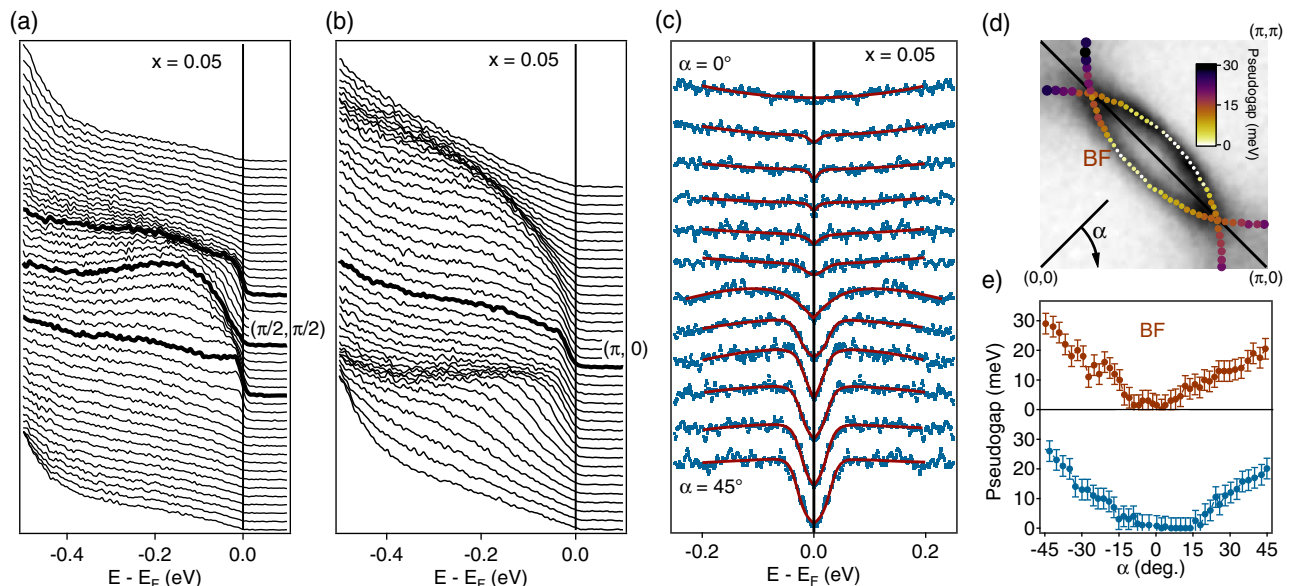 (a)
x = 0.05
(π/2, π/2)
-0.4
-0.2
0.0
E - E_F (eV)
(b)
x = 0.05
(π, 0)
-0.4
-0.2
0.0
E - E_F (eV)
(c)
α = 0°
x = 0.05
α = 45°
-0.2
0.0
0.2
E - E_F (eV)
(d)
(π,π)
30
15
0
Pseudogap
(meV)
BF
α
(0,0)
(π,0)
e)
BF
30
20
10
0
30
20
10
0
Pseudogap (meV)
-45
-30
-15
0
15
30
45
α (deg.)